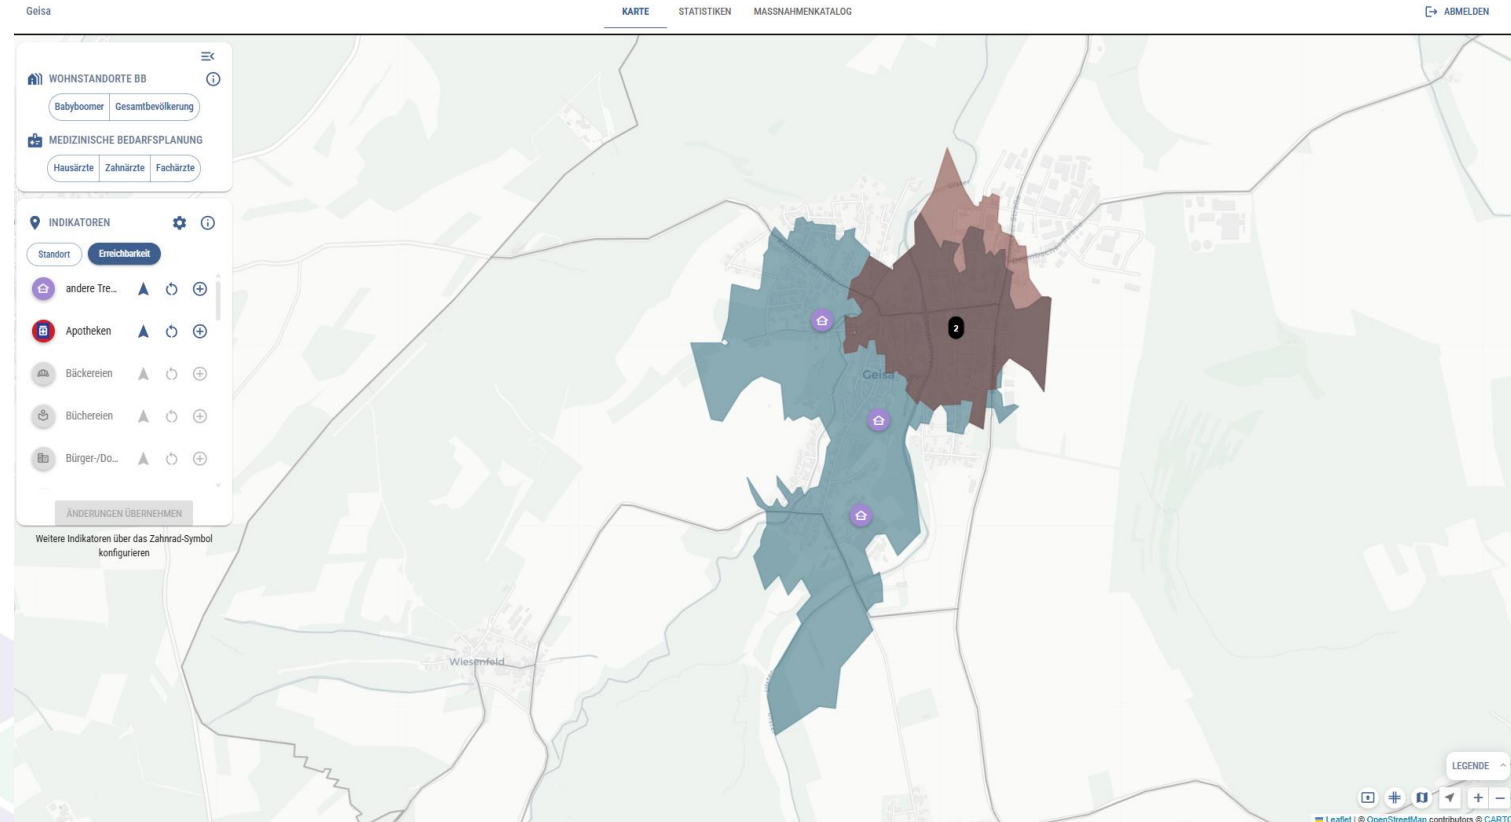 Geisa
KARTE
STATISTIKEN
MASSNAHMENKATALOG
ABMELDEN
WOHNSTANDORTE BB
Babyboomer
Gesamtbevölkerung
MEDIZINISCHE BEDARFSPLANUNG
Hausärzte
Zahnärzte
Fachärzte
INDIKATOREN
Standort
Erreichbarkeit
andere Tre...
Apotheken
Bäckereien
Büchereien
Bürger-/Do...
ÄNDERUNGEN ÜBERNEHMEN
Weitere Indikatoren über das Zahnrad-Symbol
konfigurieren
2
Geisa
Wiesenfeld
LEGENDE
Leaflet | © OpenStreetMap contributors © CARTO